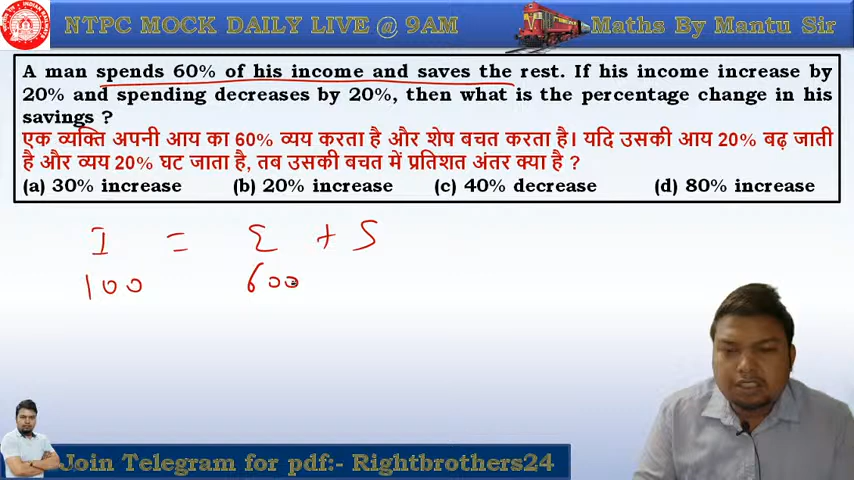 NTPC MOCK DAILY LIVE @ 9AM
Maths By Mantu Sir
A man spends 60% of his income and saves the rest. If his income increase by
20% and spending decreases by 20%, then what is the percentage change in his
savings ?
एक व्यक्ति अपनी आय का 60% व्यय करता है और शेष बचत करता है। यदि उसकी आय 20% बढ़ जाती
है और व्यय 20% घट जाता है, तब उसकी बचत में प्रतिशत अंतर क्या है ?
(a) 30% increase (b) 20% increase (c) 40% decrease (d) 80% increase
I = Σ + S
100 600
Join Telegram for pdf:- Rightbrothers24